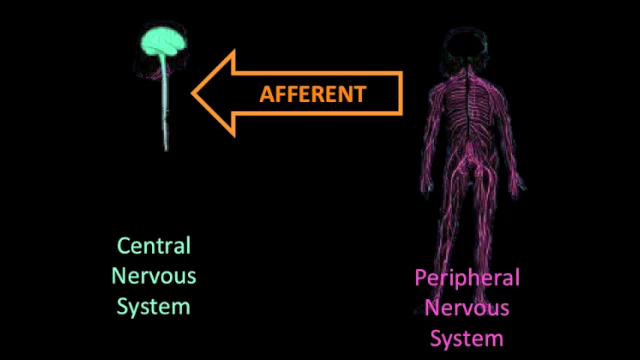 AFFERENT
Central
Nervous
System
Peripheral
Nervous
System